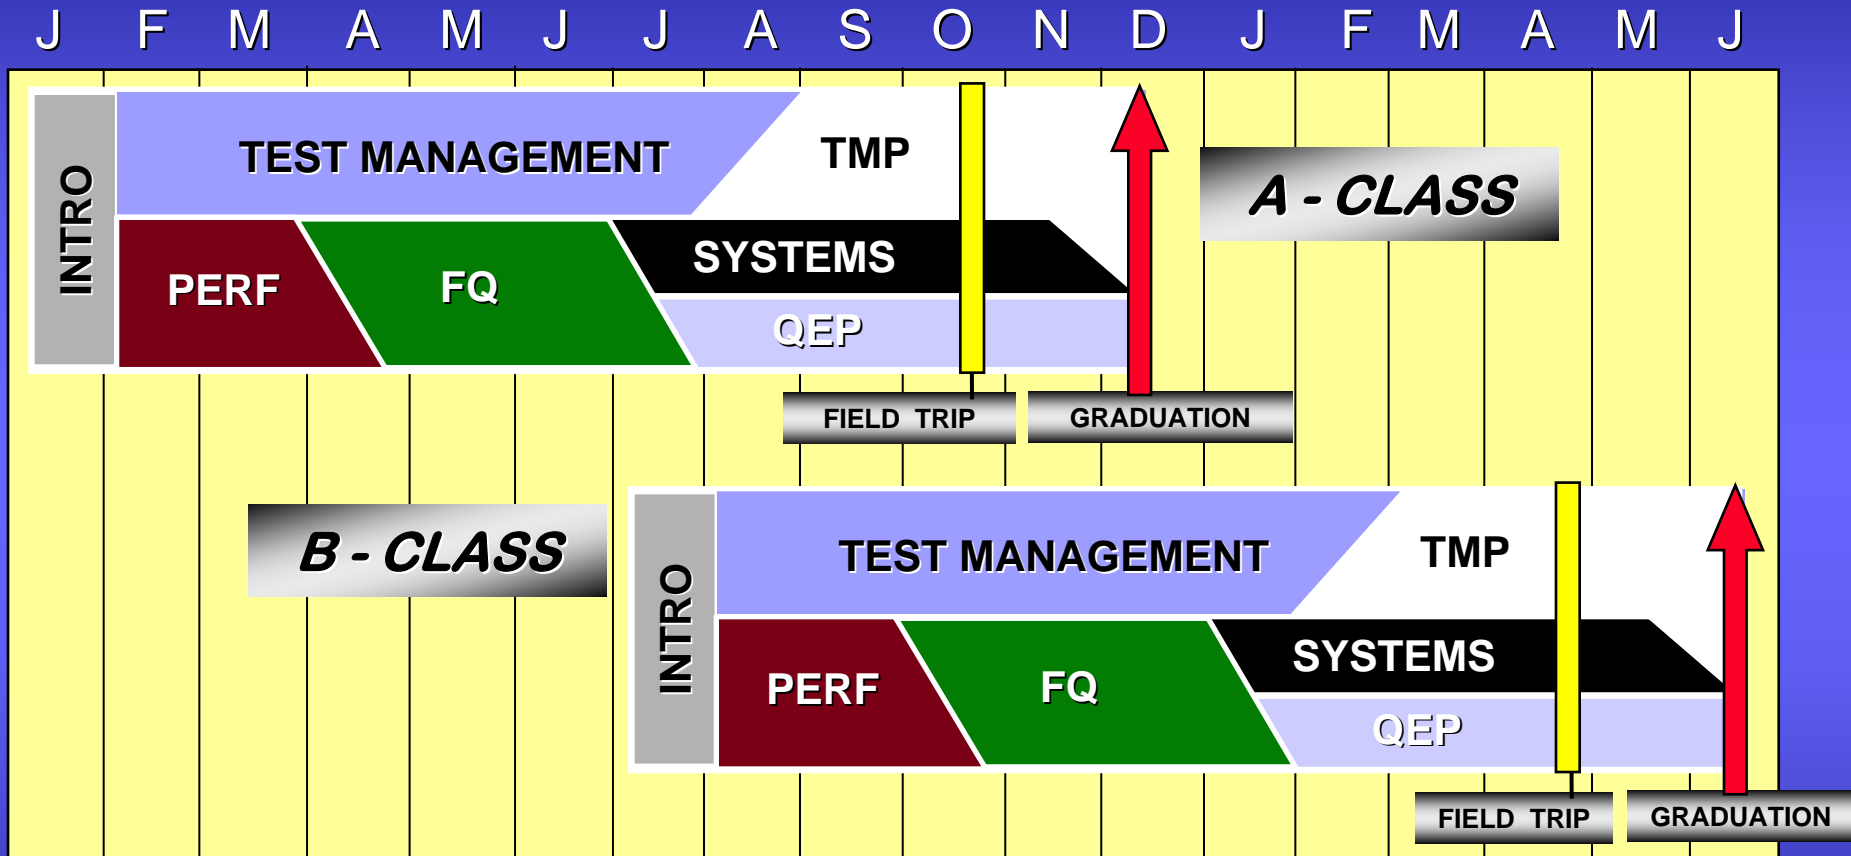 J F M A M J J A S O N D J F M A M J
INTRO
TEST MANAGEMENT
TMP
A - CLASS
PERF
FQ
SYSTEMS
QEP
FIELD TRIP
GRADUATION
B - CLASS
INTRO
TEST MANAGEMENT
TMP
PERF
FQ
SYSTEMS
QEP
FIELD TRIP
GRADUATION